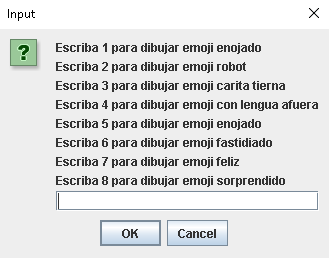 Input
Escriba 1 para dibujar emoji enojado
Escriba 2 para dibujar emoji robot
Escriba 3 para dibujar emoji carita tierna
Escriba 4 para dibujar emoji con lengua afuera
Escriba 5 para dibujar emoji enojado
Escriba 6 para dibujar emoji fastidiado
Escriba 7 para dibujar emoji feliz
Escriba 8 para dibujar emoji sorprendido
OK Cancel